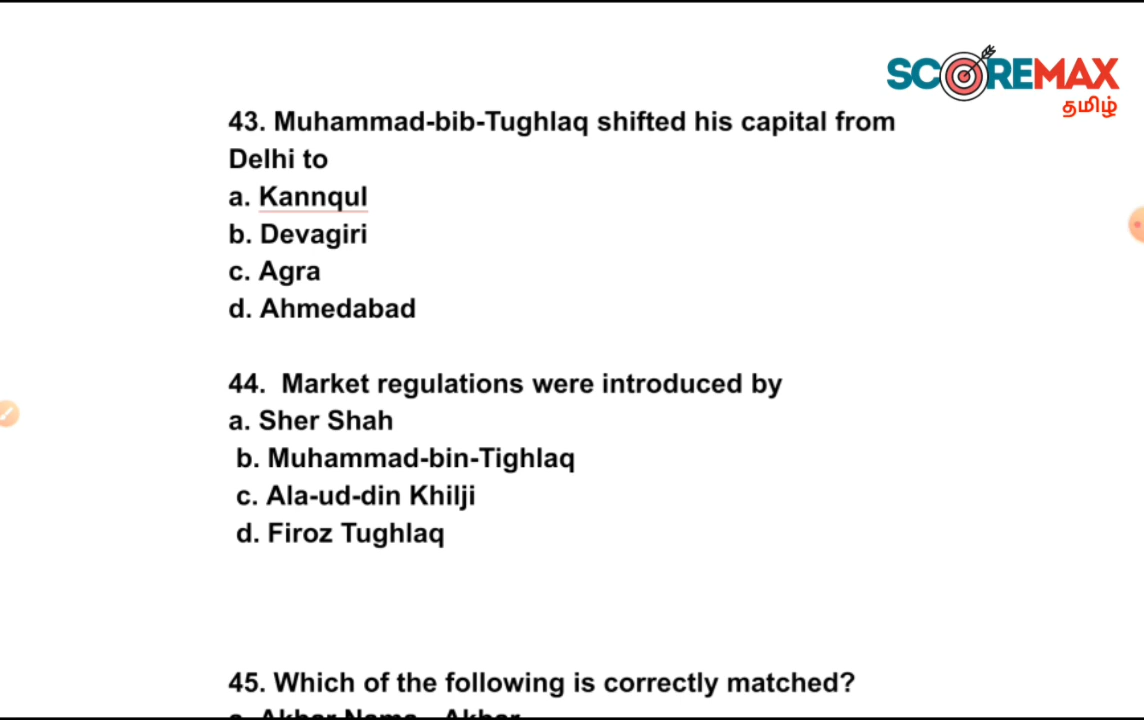 SCOREMAX
தமிழ்
43. Muhammad-bib-Tughlaq shifted his capital from
Delhi to
a. Kannqul
b. Devagiri
c. Agra
d. Ahmedabad
44. Market regulations were introduced by
a. Sher Shah
b. Muhammad-bin-Tighlaq
c. Ala-ud-din Khilji
d. Firoz Tughlaq
45. Which of the following is correctly matched?